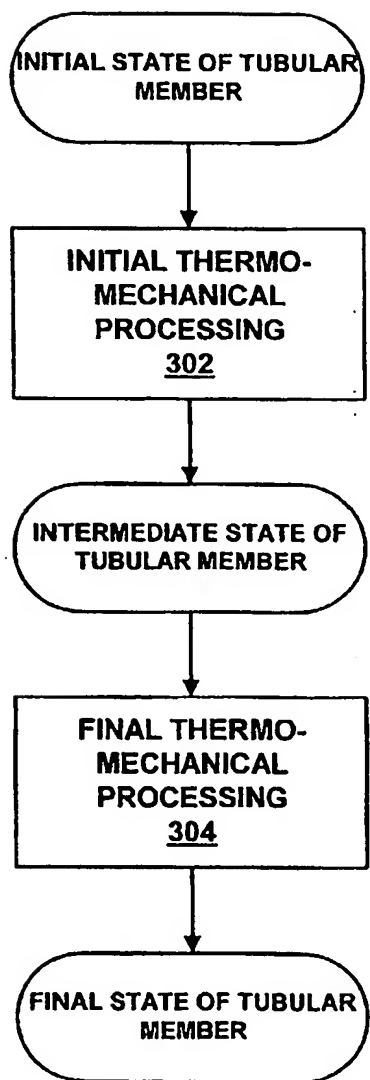 INITIAL STATE OF TUBULAR
MEMBER
INITIAL THERMO-
MECHANICAL
PROCESSING
302
INTERMEDIATE STATE OF
TUBULAR MEMBER
FINAL THERMO-
MECHANICAL
PROCESSING
304
FINAL STATE OF TUBULAR
MEMBER